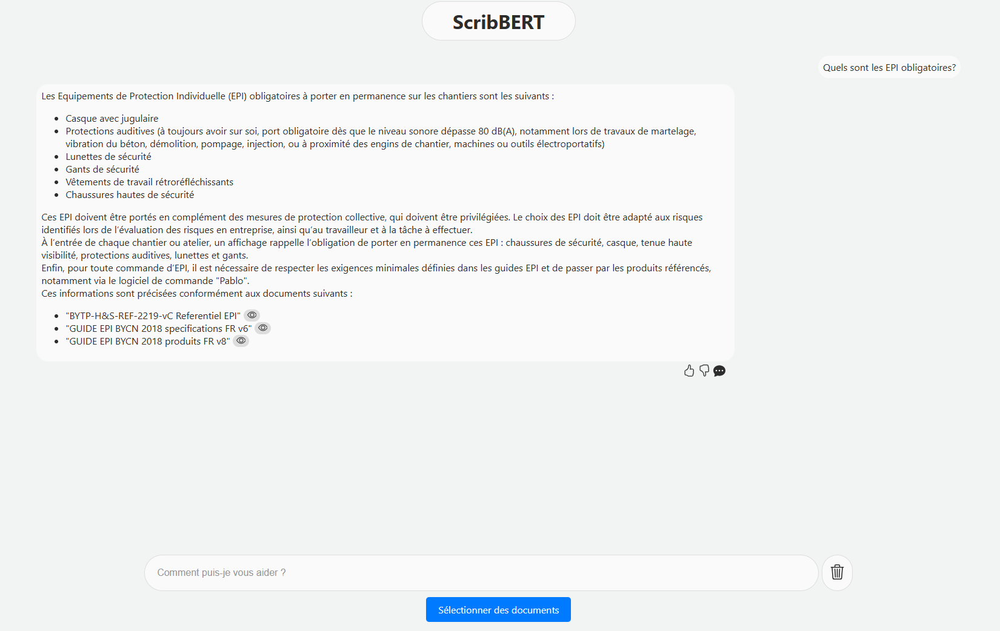 ScribBERT
Quels sont les EPI obligatoires?
Les Equipements de Protection Individuelle (EPI) obligatoires à porter en permanence sur les chantiers sont les suivants :
• Casque avec jugulaire
• Protections auditives (à toujours avoir sur soi, port obligatoire dès que le niveau sonore dépasse 80 dB(A), notamment lors de travaux de martelage,
vibration du béton, démolition, pompage, injection, ou à proximité des engins de chantier, machines ou outils électroportatifs)
• Lunettes de sécurité
• Gants de sécurité
• Vêtements de travail rétroréfléchissants
• Chaussures hautes de sécurité
Ces EPI doivent être portés en complément des mesures de protection collective, qui doivent être privilégiées. Le choix des EPI doit être adapté aux risques
identifiés lors de l’évaluation des risques en entreprise, ainsi qu’au travailleur et à la tâche à effectuer.
À l’entrée de chaque chantier ou atelier, un affichage rappelle l’obligation de porter en permanence ces EPI : chaussures de sécurité, casque, tenue haute
visibilité, protections auditives, lunettes et gants.
Enfin, pour toute commande d’EPI, il est nécessaire de respecter les exigences minimales définies dans les guides EPI et de passer par les produits référencés,
notamment via le logiciel de commande "Pablo".
Ces informations sont précisées conformément aux documents suivants :
• "BYTP-H&S-REF-2219-vC Referentiel EPI"
• "GUIDE EPI BYCN 2018 specifications FR v6"
• "GUIDE EPI BYCN 2018 produits FR v8"
Comment puis-je vous aider ?
Sélectionner des documents